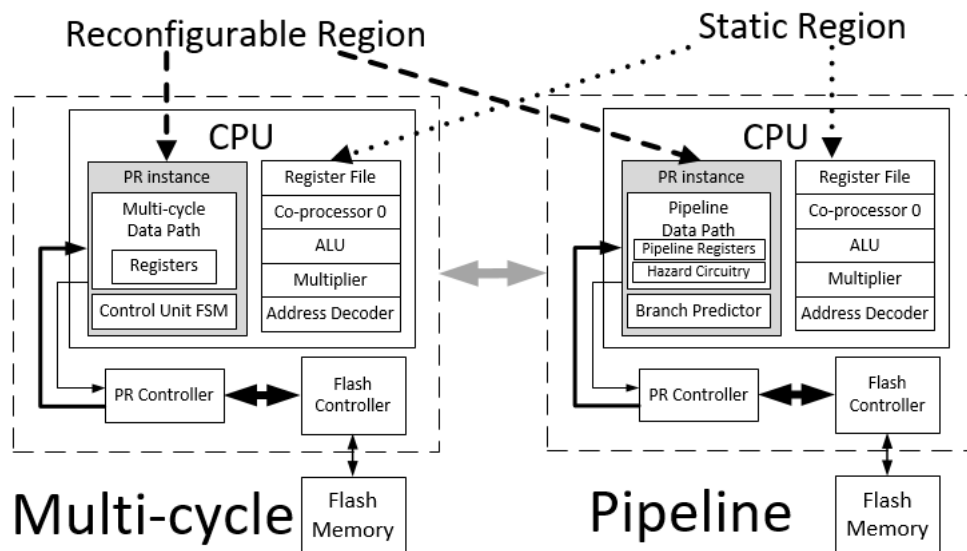 Reconfigurable Region
Static Region
CPU
PR instance
Multi-cycle
Data Path
Registers
Control Unit FSM
Register File
Co-processor 0
ALU
Multiplier
Address Decoder
PR Controller
Flash
Controller
Flash
Memory
Multi-cycle
CPU
PR instance
Pipeline
Data Path
Pipeline Registers
Hazard Circuitry
Branch Predictor
Register File
Co-processor 0
ALU
Multiplier
Address Decoder
PR Controller
Flash
Controller
Flash
Memory
Pipeline